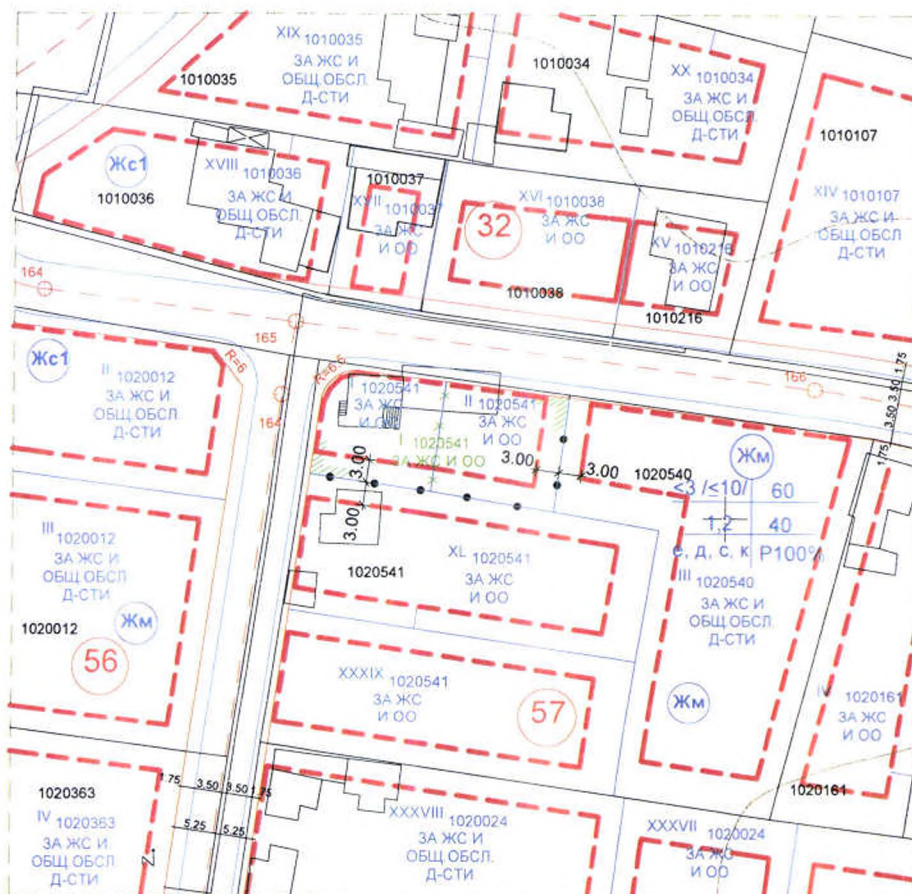 XIX 1010035
ЗА ЖС И
ОБЩ.ОБСЛ.
Д-СТИ
1010035
1010034
XX 1010034
ЗА ЖС И
ОБЩ.ОБСЛ.
Д-СТИ
1010107
XIV 1010107
ЗА ЖС И
ОБЩ.ОБСЛ
Д-СТИ
Жс1
1010036
XVIII 1010036
ЗА ЖС И
ОБЩ.ОБСЛ.
Д-СТИ
1010037
XVII 1010037
ЗА ЖС
И ОО
XVI 1010038
ЗА ЖС
И ОО
32
1010038
XV 1010216
ЗА ЖС
И ОО
1010216
164
165
166
1.75
3.50
3.50
1.75
Жс1
R=6
R=6.6
164
II 1020012
ЗА ЖС И
ОБЩ.ОБСЛ.
Д-СТИ
I 1020541
ЗА ЖС
И ОО
II 1020541
ЗА ЖС
И ОО
I 1020541
ЗА ЖС И ОО
3.00
3.00
3.00
3.00
1020540
Жм
≤3 /≤10/ 60
1,2 40
е, д, с, к Р100%
III 1020540
ЗА ЖС И
ОБЩ.ОБСЛ.
Д-СТИ
III 1020012
ЗА ЖС И
ОБЩ.ОБСЛ
Д-СТИ
1020012
Жм
56
XL 1020541
ЗА ЖС
И ОО
1020541
XXXIX 1020541
ЗА ЖС
И ОО
57
Жм
IV 1020161
ЗА ЖС
И ОО
1020161
1020363
IV 1020363
ЗА ЖС И
ОБЩ.ОБСЛ.
Д-СТИ
1.75
3.50
3.50
1.75
5.25
5.25
XXXVIII 1020024
ЗА ЖС И
ОБЩ.ОБСЛ.
Д-СТИ
XXXVII 1020024
ЗА ЖС
И ОО